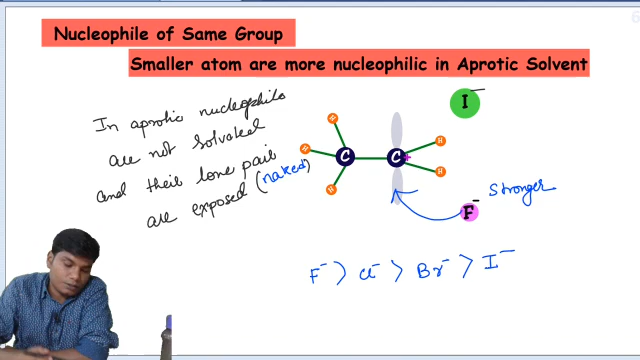 Nucleophile of Same Group
Smaller atom are more nucleophilic in Aprotic Solvent
In aprotic nucleophile
are not solvated
and their lone pair
are exposed (naked)
I⁻
H
H
H
C
C
+
H
H
F⁻
Stronger
F⁻ > Cl⁻ > Br⁻ > I⁻